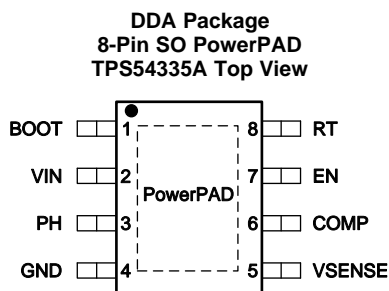 DDA Package
8-Pin SO PowerPAD
TPS54335A Top View
BOOT 1 8 RT
VIN 2 7 EN
PowerPAD
PH 3 6 COMP
GND 4 5 VSENSE